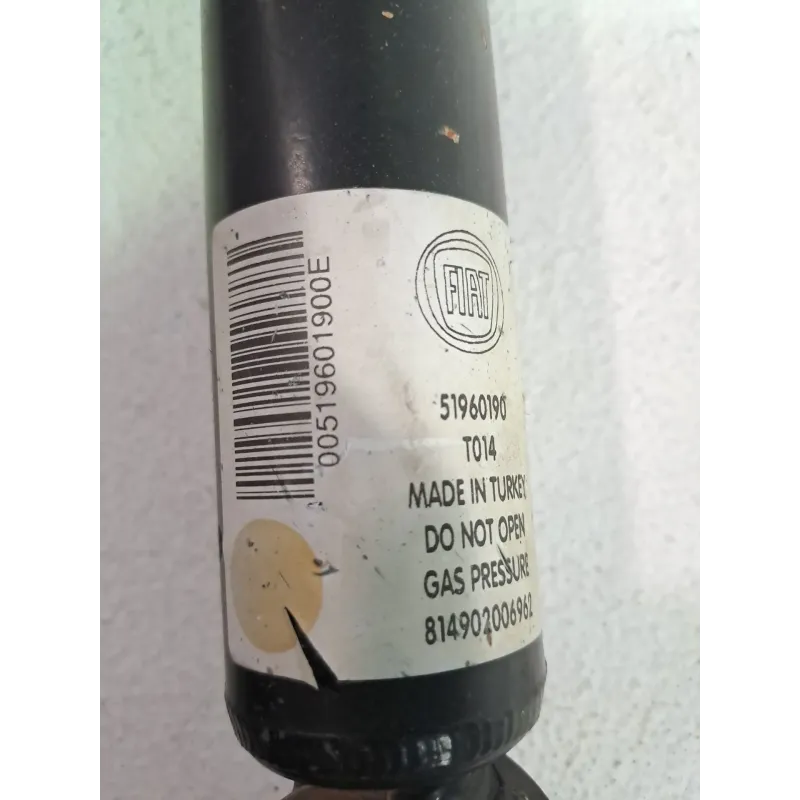 FIAT
51960190
T014
MADE IN TURKEY
DO NOT OPEN
GAS PRESSURE
814902006962
00519601900E